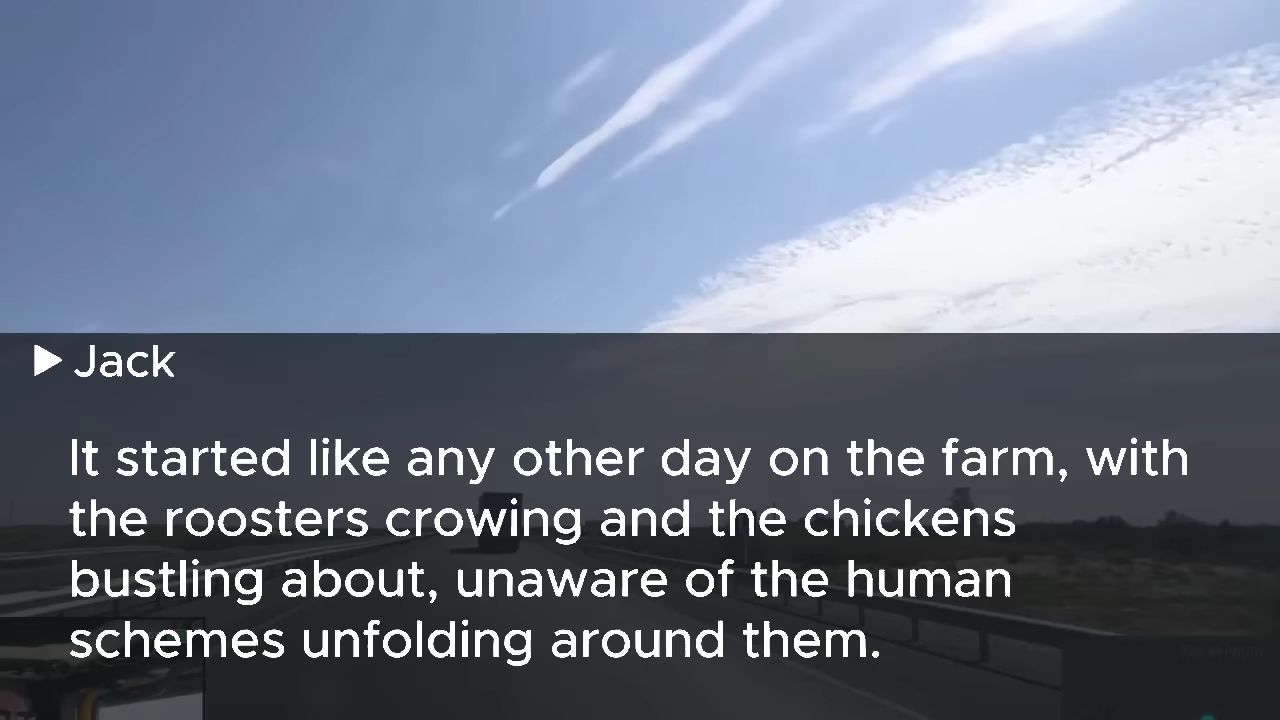 Jack
It started like any other day on the farm, with
the roosters crowing and the chickens
bustling about, unaware of the human
schemes unfolding around them.